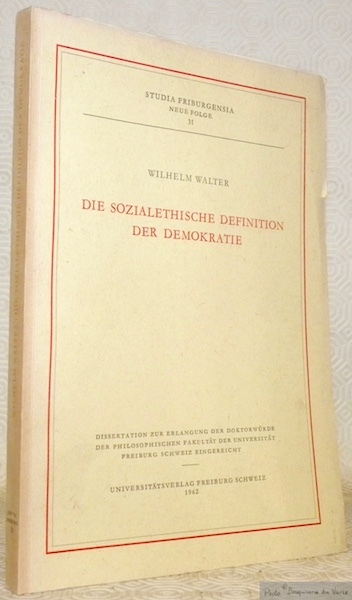 STUDIA FRIBURGENSIA
NEUE FOLGE
31
WILHELM WALTER
DIE SOZIALETHISCHE DEFINITION
DER DEMOKRATIE
DISSERTATION ZUR ERLANGUNG DER DOKTORWÜRDE
DER PHILOSOPHISCHEN FAKULTÄT DER UNIVERSITÄT
FREIBURG SCHWEIZ EINGEREICHT
UNIVERSITÄTSVERLAG FREIBURG SCHWEIZ
1962